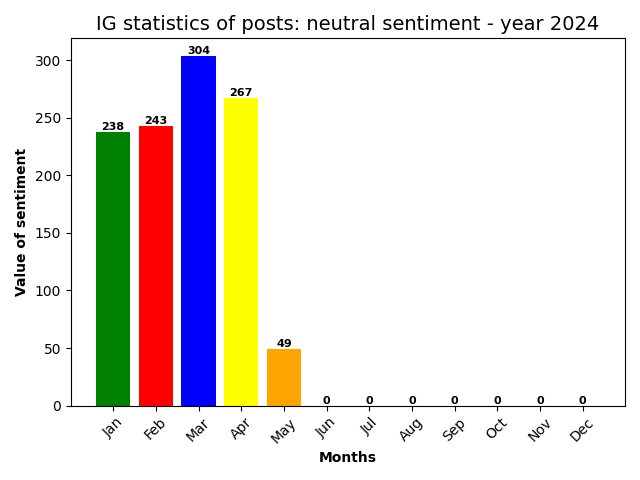 IG statistics of posts: neutral sentiment - year 2024
304
267
243
238
49
0 0 0 0 0 0 0
300
250
200
150
100
50
0
Value of sentiment
Jan Feb Mar Apr May Jun Jul Aug Sep Oct Nov Dec
Months